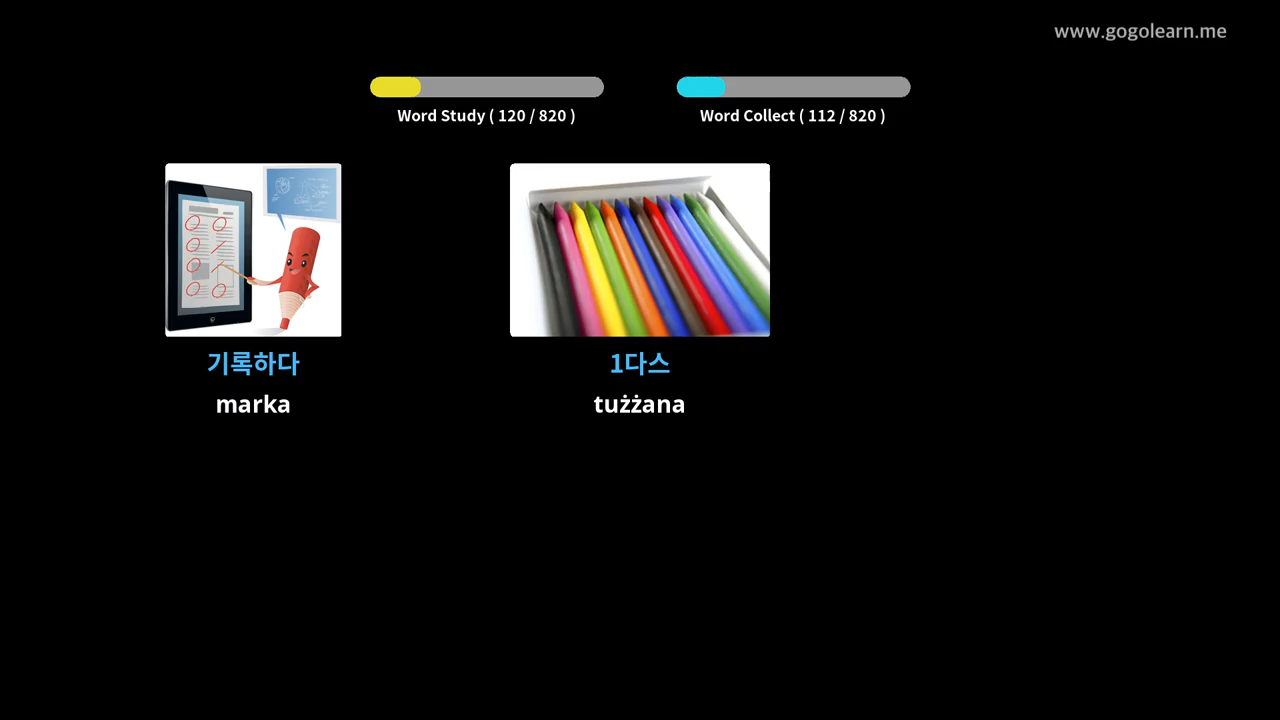 www.gogolearn.me
Word Study ( 120 / 820 )
Word Collect ( 112 / 820 )
기록하다
1다스
marka
tużżana